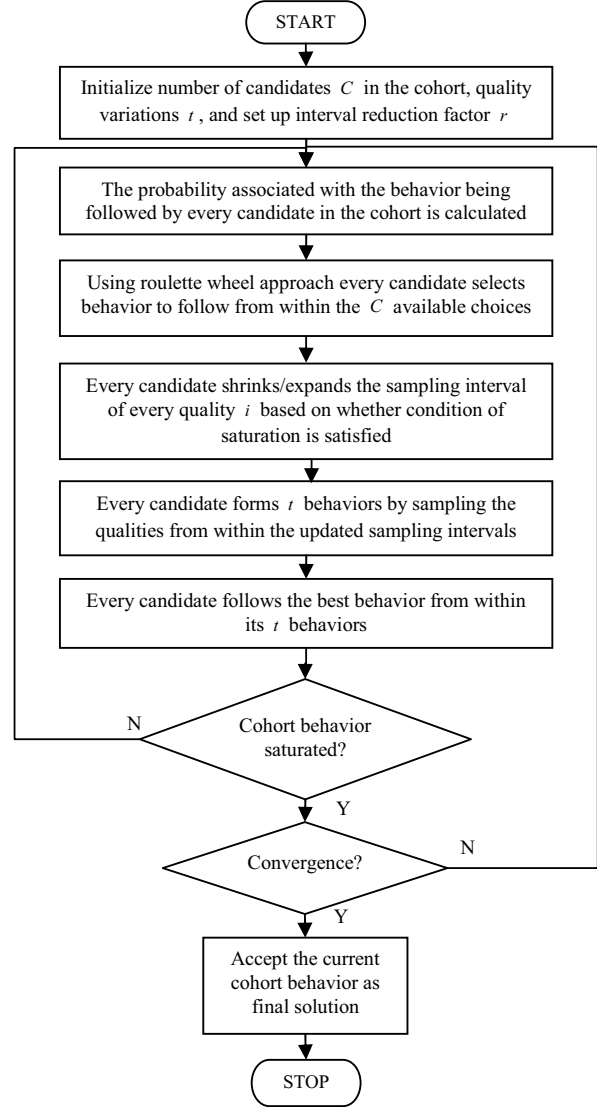 START
Initialize number of candidates C in the cohort, quality
variations t , and set up interval reduction factor r
The probability associated with the behavior being
followed by every candidate in the cohort is calculated
Using roulette wheel approach every candidate selects
behavior to follow from within the C available choices
Every candidate shrinks/expands the sampling interval
of every quality i based on whether condition of
saturation is satisfied
Every candidate forms t behaviors by sampling the
qualities from within the updated sampling intervals
Every candidate follows the best behavior from within
its t behaviors
N
Cohort behavior
saturated?
Y
Convergence?
N
Y
Accept the current
cohort behavior as
final solution
STOP